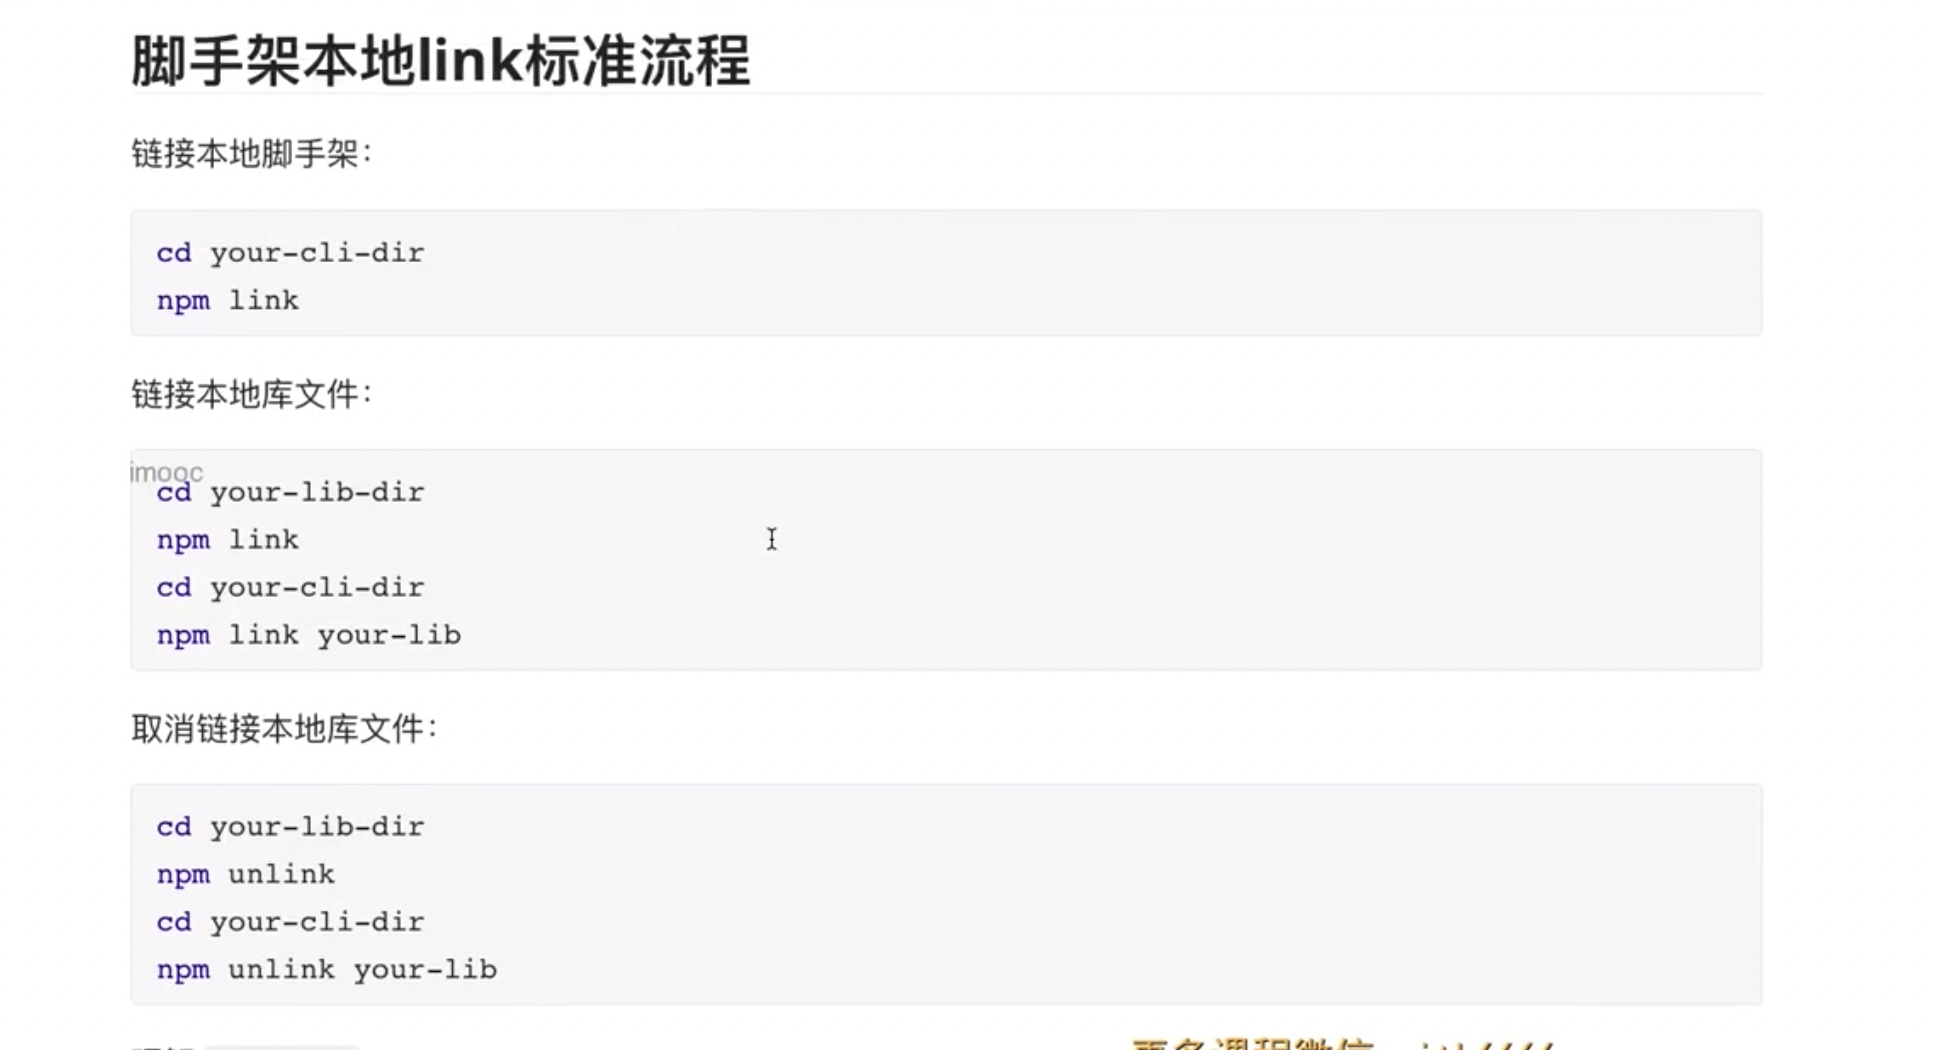 脚手架本地link标准流程
链接本地脚手架：
cd your-cli-dir
npm link
链接本地库文件：
imooc
cd your-lib-dir
npm link
cd your-cli-dir
npm link your-lib
取消链接本地库文件：
cd your-lib-dir
npm unlink
cd your-cli-dir
npm unlink your-lib